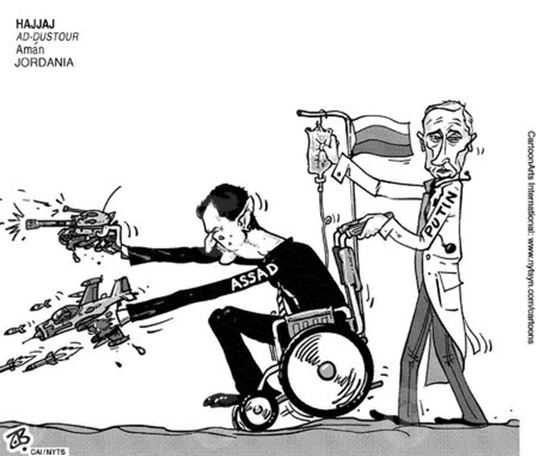 HAJJAJ
AD-DUSTOUR
Amán
JORDANIA
PUTIN
ASSAD
CartoonArts International: www.nytsyn.com/cartoons
CAI/NYTS